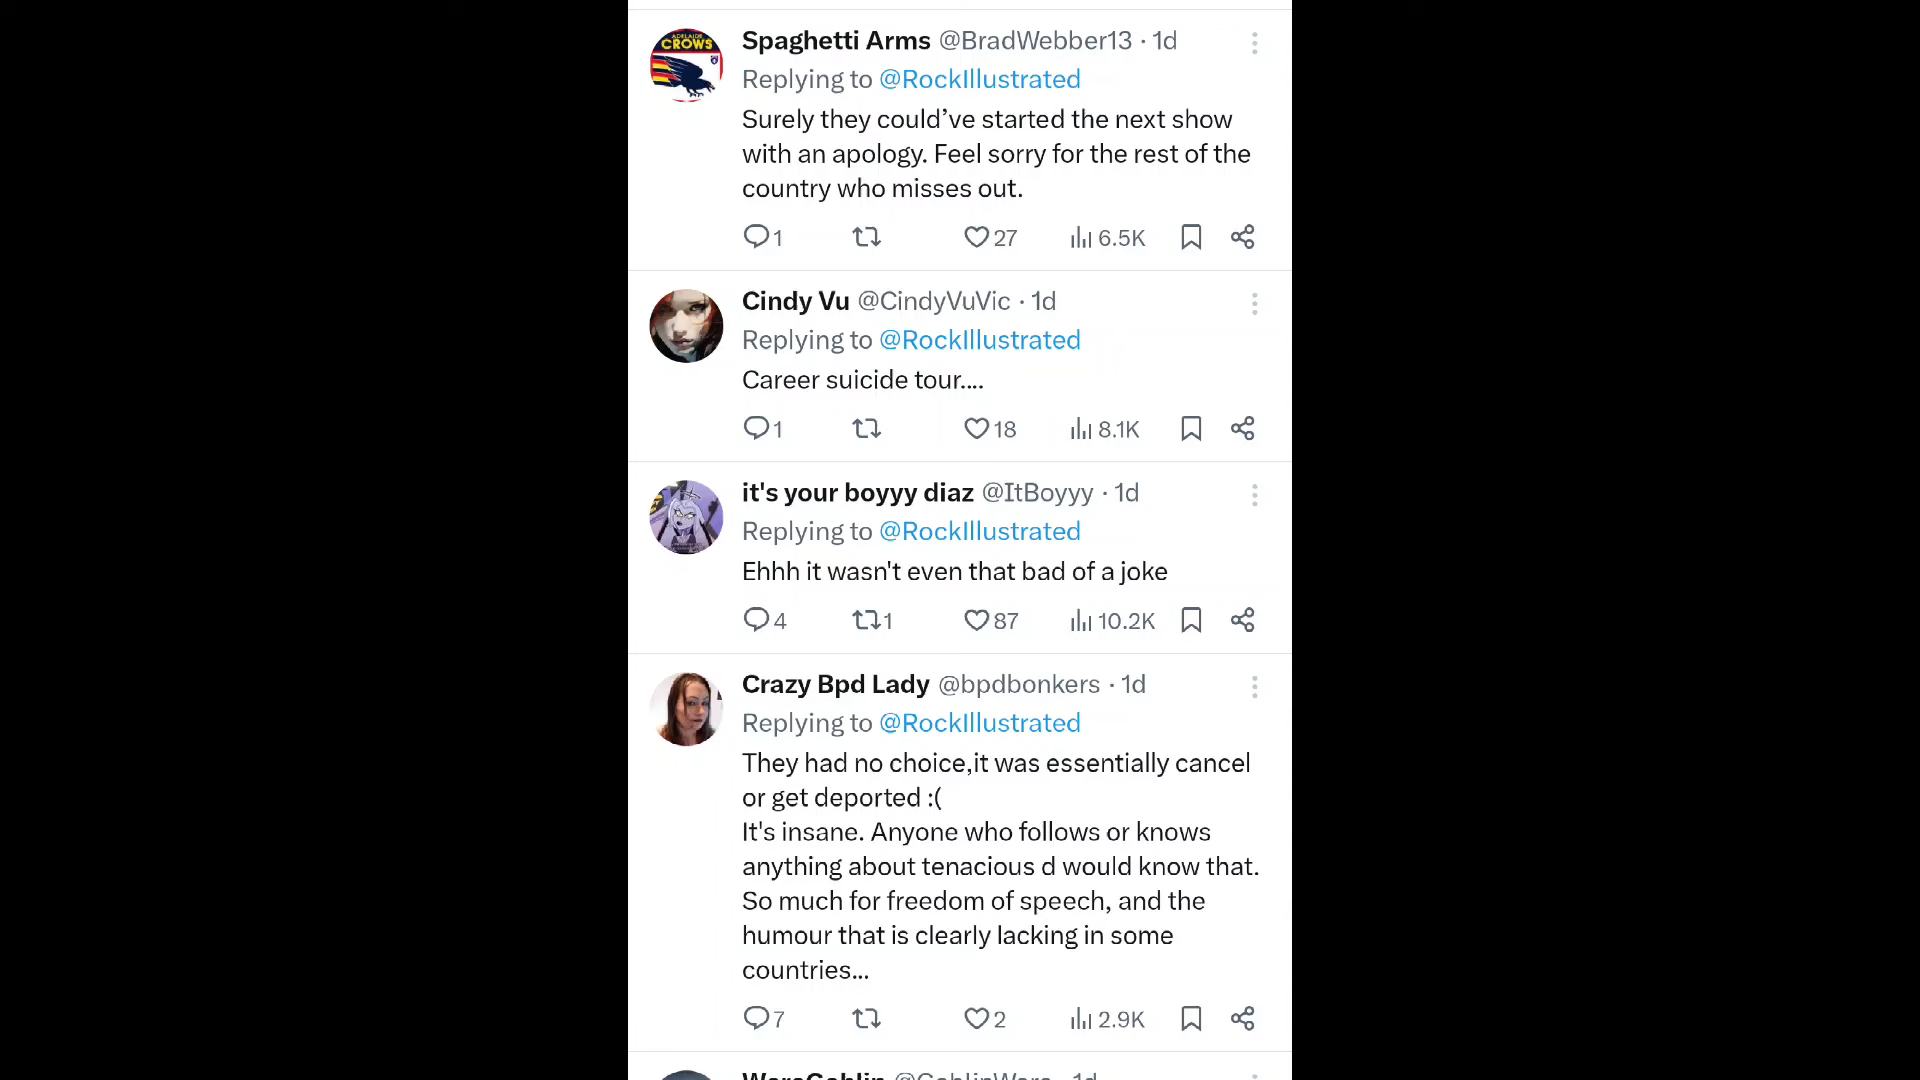 ADELAIDE
CROWS
Spaghetti Arms @BradWebber13 · 1d
Replying to @RockIllustrated
Surely they could’ve started the next show
with an apology. Feel sorry for the rest of the
country who misses out.
1 27 6.5K
Cindy Vu @CindyVuVic · 1d
Replying to @RockIllustrated
Career suicide tour....
1 18 8.1K
it's your boyyy diaz @ItBoyyy · 1d
Replying to @RockIllustrated
Ehhh it wasn't even that bad of a joke
4 1 87 10.2K
Crazy Bpd Lady @bpdbonkers · 1d
Replying to @RockIllustrated
They had no choice,it was essentially cancel
or get deported :(
It's insane. Anyone who follows or knows
anything about tenacious d would know that.
So much for freedom of speech, and the
humour that is clearly lacking in some
countries...
7 2 2.9K
WaraGoblin @GoblinWara · 1d